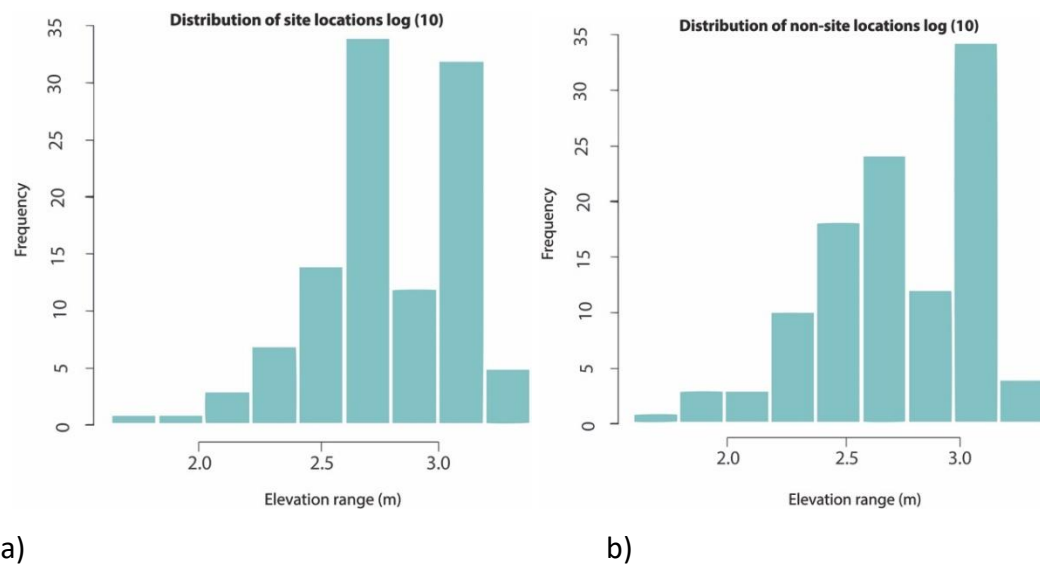 Distribution of site locations log (10)
Frequency
35
30
25
20
15
10
5
0
2.0 2.5 3.0
Elevation range (m)
a)
Distribution of non-site locations log (10)
Frequency
35
30
25
20
15
10
5
0
2.0 2.5 3.0
Elevation range (m)
b)